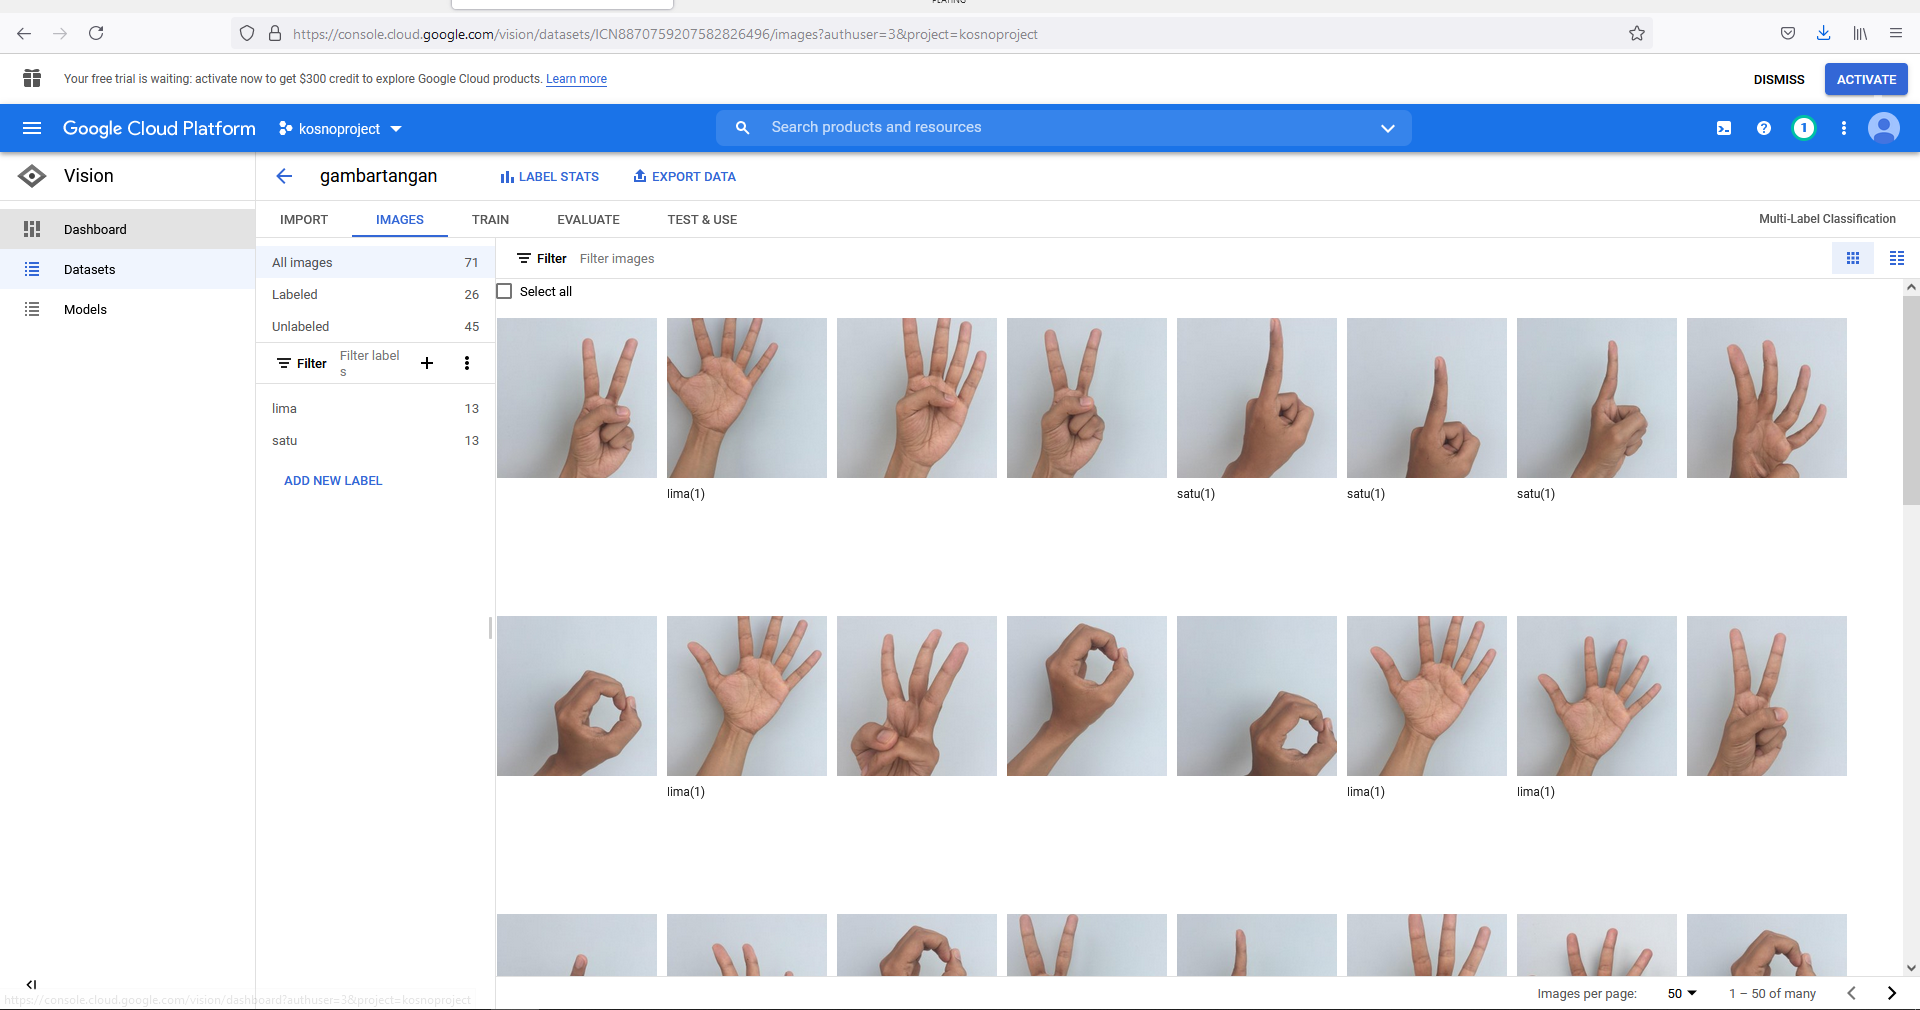 https://console.cloud.google.com/vision/datasets/ICN8870759207582826496/images?authuser=3&project=kosnoproject
Your free trial is waiting: activate now to get $300 credit to explore Google Cloud products. Learn more
DISMISS
ACTIVATE
Google Cloud Platform
kosnoproject
Search products and resources
1
Vision
gambartangan
LABEL STATS
EXPORT DATA
Dashboard
Datasets
Models
IMPORT
IMAGES
TRAIN
EVALUATE
TEST & USE
Multi-Label Classification
All images 71
Labeled 26
Unlabeled 45
Filter
Filter label
s
lima 13
satu 13
ADD NEW LABEL
Filter
Filter images
Select all
lima(1)
satu(1)
satu(1)
satu(1)
lima(1)
lima(1)
lima(1)
Images per page:
50
1 – 50 of many
https://console.cloud.google.com/vision/dashboard?authuser=3&project=kosnoproject